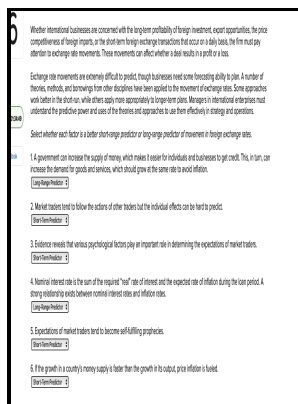 6
Whether international businesses are concerned with the long-term profitability of foreign investment, export opportunities, the price
competitiveness of foreign imports, or the short-term foreign exchange transactions that occur on a daily basis, the firm must pay
attention to exchange rate movements. These movements can affect whether a deal results in a profit or a loss.
Exchange rate movements are extremely difficult to predict, though businesses need some forecasting ability to plan. A number of
theories, methods, and borrowings from other disciplines have been applied to the movement of exchange rates. Some approaches
work better in the short-run, while others apply more appropriately to longer-term plans. Managers in international enterprises must
understand the predictive power and uses of the theories and approaches to use them effectively in strategy and operations.
Select whether each factor is a better short-range predictor or long-range predictor of movement in foreign exchange rates.
1. A government can increase the supply of money, which makes it easier for individuals and businesses to get credit. This, in turn, can
increase the demand for goods and services, which should grow at the same rate to avoid inflation.
Long-Range Predictor
2. Market traders tend to follow the actions of other traders but the individual effects can be hard to predict.
Short-Term Predictor
3. Evidence reveals that various psychological factors play an important role in determining the expectations of market traders.
Short-Term Predictor
4. Nominal interest rate is the sum of the required "real" rate of interest and the expected rate of inflation during the loan period. A
strong relationship exists between nominal interest rates and inflation rates.
Long-Range Predictor
5. Expectations of market traders tend to become self-fulfilling prophecies.
Short-Term Predictor
6. If the growth in a country's money supply is faster than the growth in its output, price inflation is fueled.
Short-Term Predictor